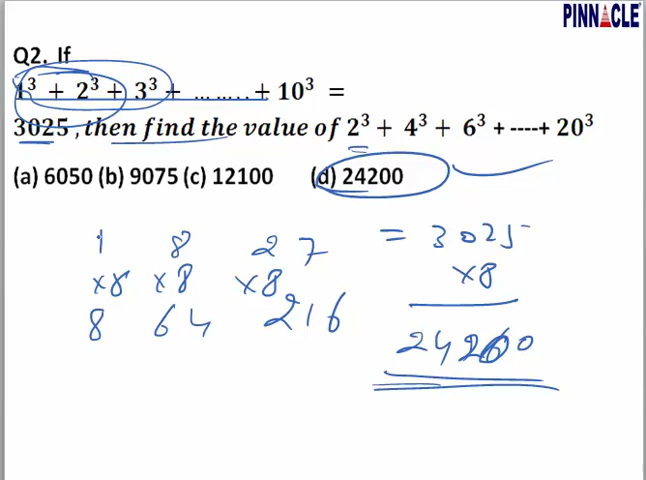 PINNACLE
Q2. If
1³ + 2³ + 3³ + ... ... .. + 10³ =
3025 , then find the value of 2³ + 4³ + 6³ + ----+ 20³
(a) 6050 (b) 9075 (c) 12100 (d) 24200
1 8 27 = 3025
×8 ×8 ×8 ×8
8 64 216 24200